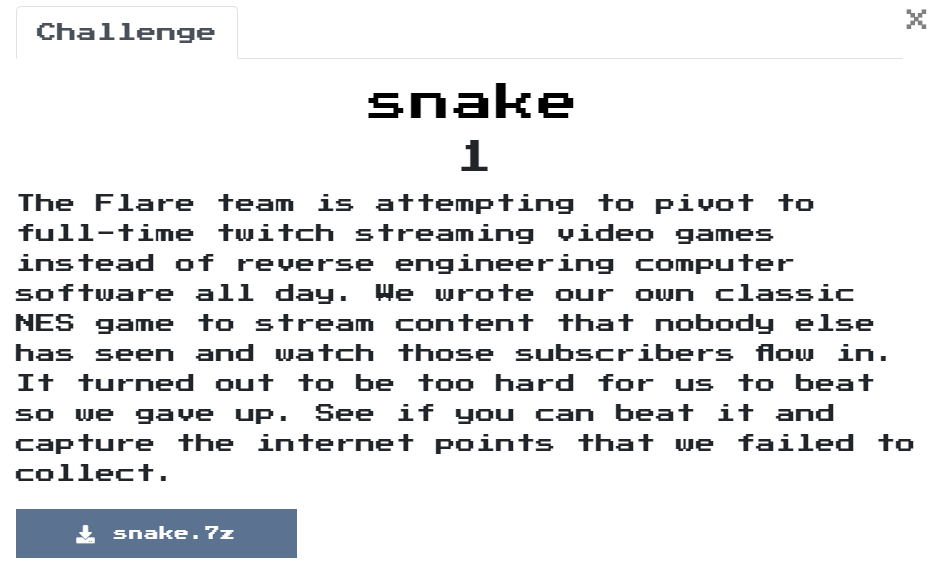 Challenge
X
snake
1
The Flare team is attempting to pivot to
full-time twitch streaming video games
instead of reverse engineering computer
software all day. We wrote our own classic
NES game to stream content that nobody else
has seen and watch those subscribers flow in.
It turned out to be too hard for us to beat
so we gave up. See if you can beat it and
capture the internet points that we failed to
collect.
snake.7z